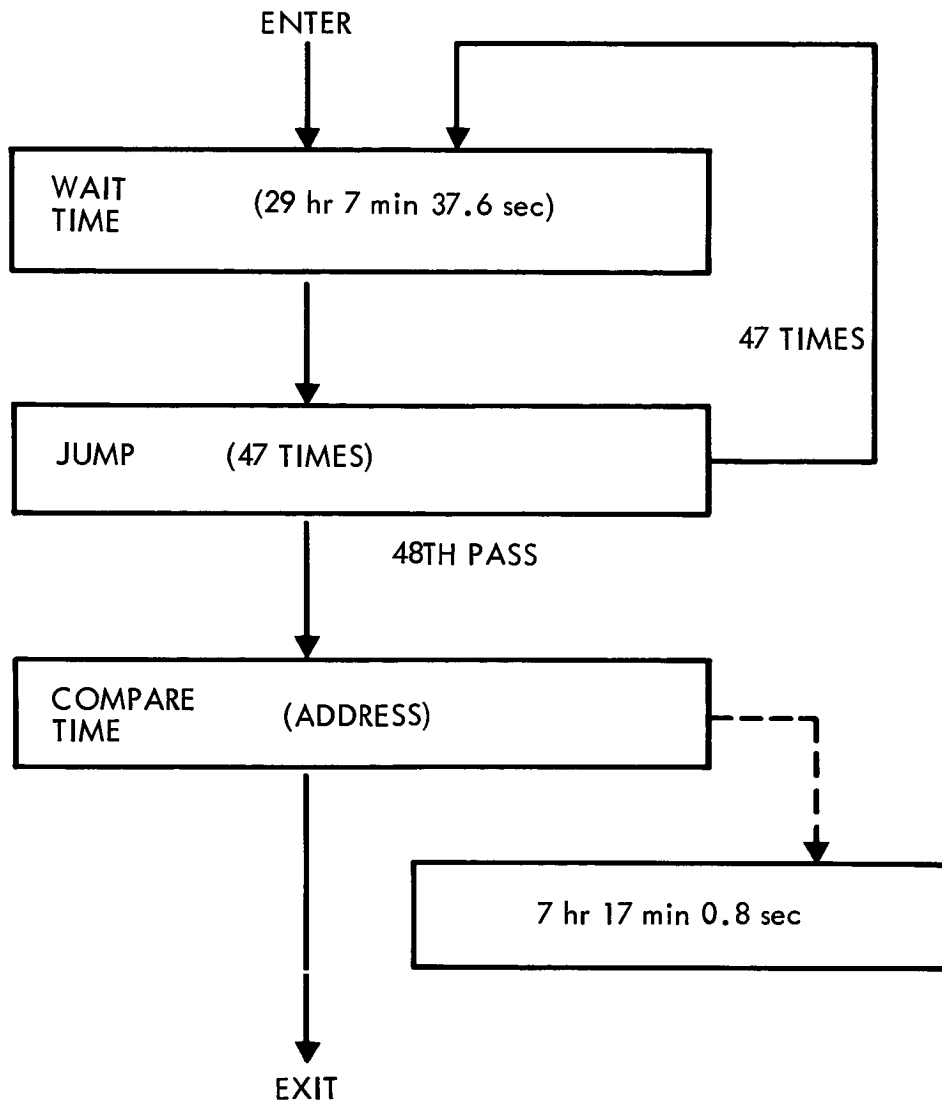 ENTER
WAIT
TIME
(29 hr 7 min 37.6 sec)
47 TIMES
JUMP
(47 TIMES)
48TH PASS
COMPARE
TIME
(ADDRESS)
7 hr 17 min 0.8 sec
EXIT